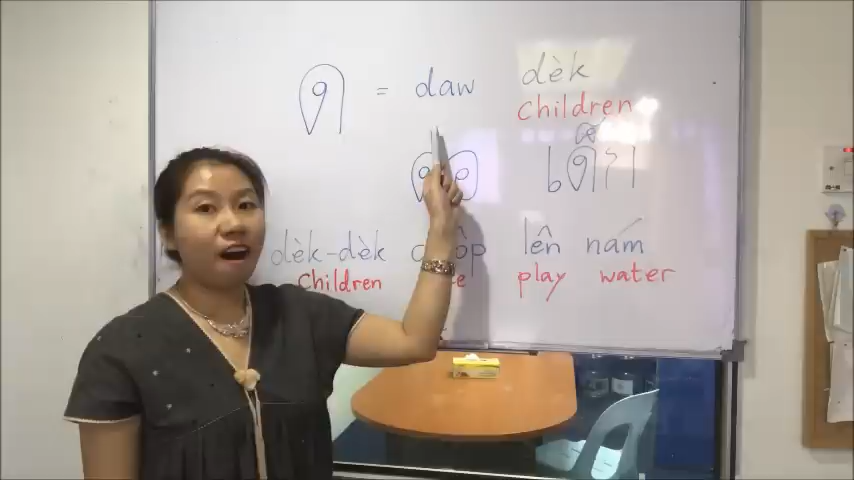 ด = daw dèk
children
เด็ก
dèk-dèk lên nám
Children play water